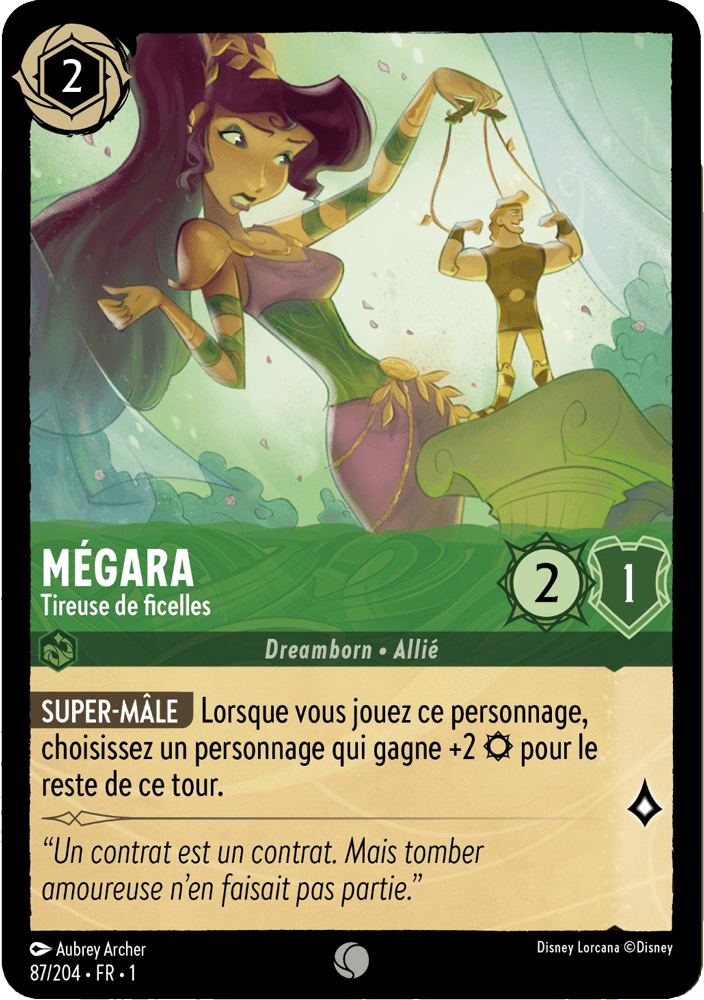 2
MÉGARA
Tireuse de ficelles
2
1
Dreamborn • Allié
SUPER-MÂLE Lorsque vous jouez ce personnage,
choisissez un personnage qui gagne +2 pour le
reste de ce tour.
“Un contrat est un contrat. Mais tomber
amoureuse n’en faisait pas partie.”
Aubrey Archer
Disney Lorcana ©Disney
87/204 • FR • 1